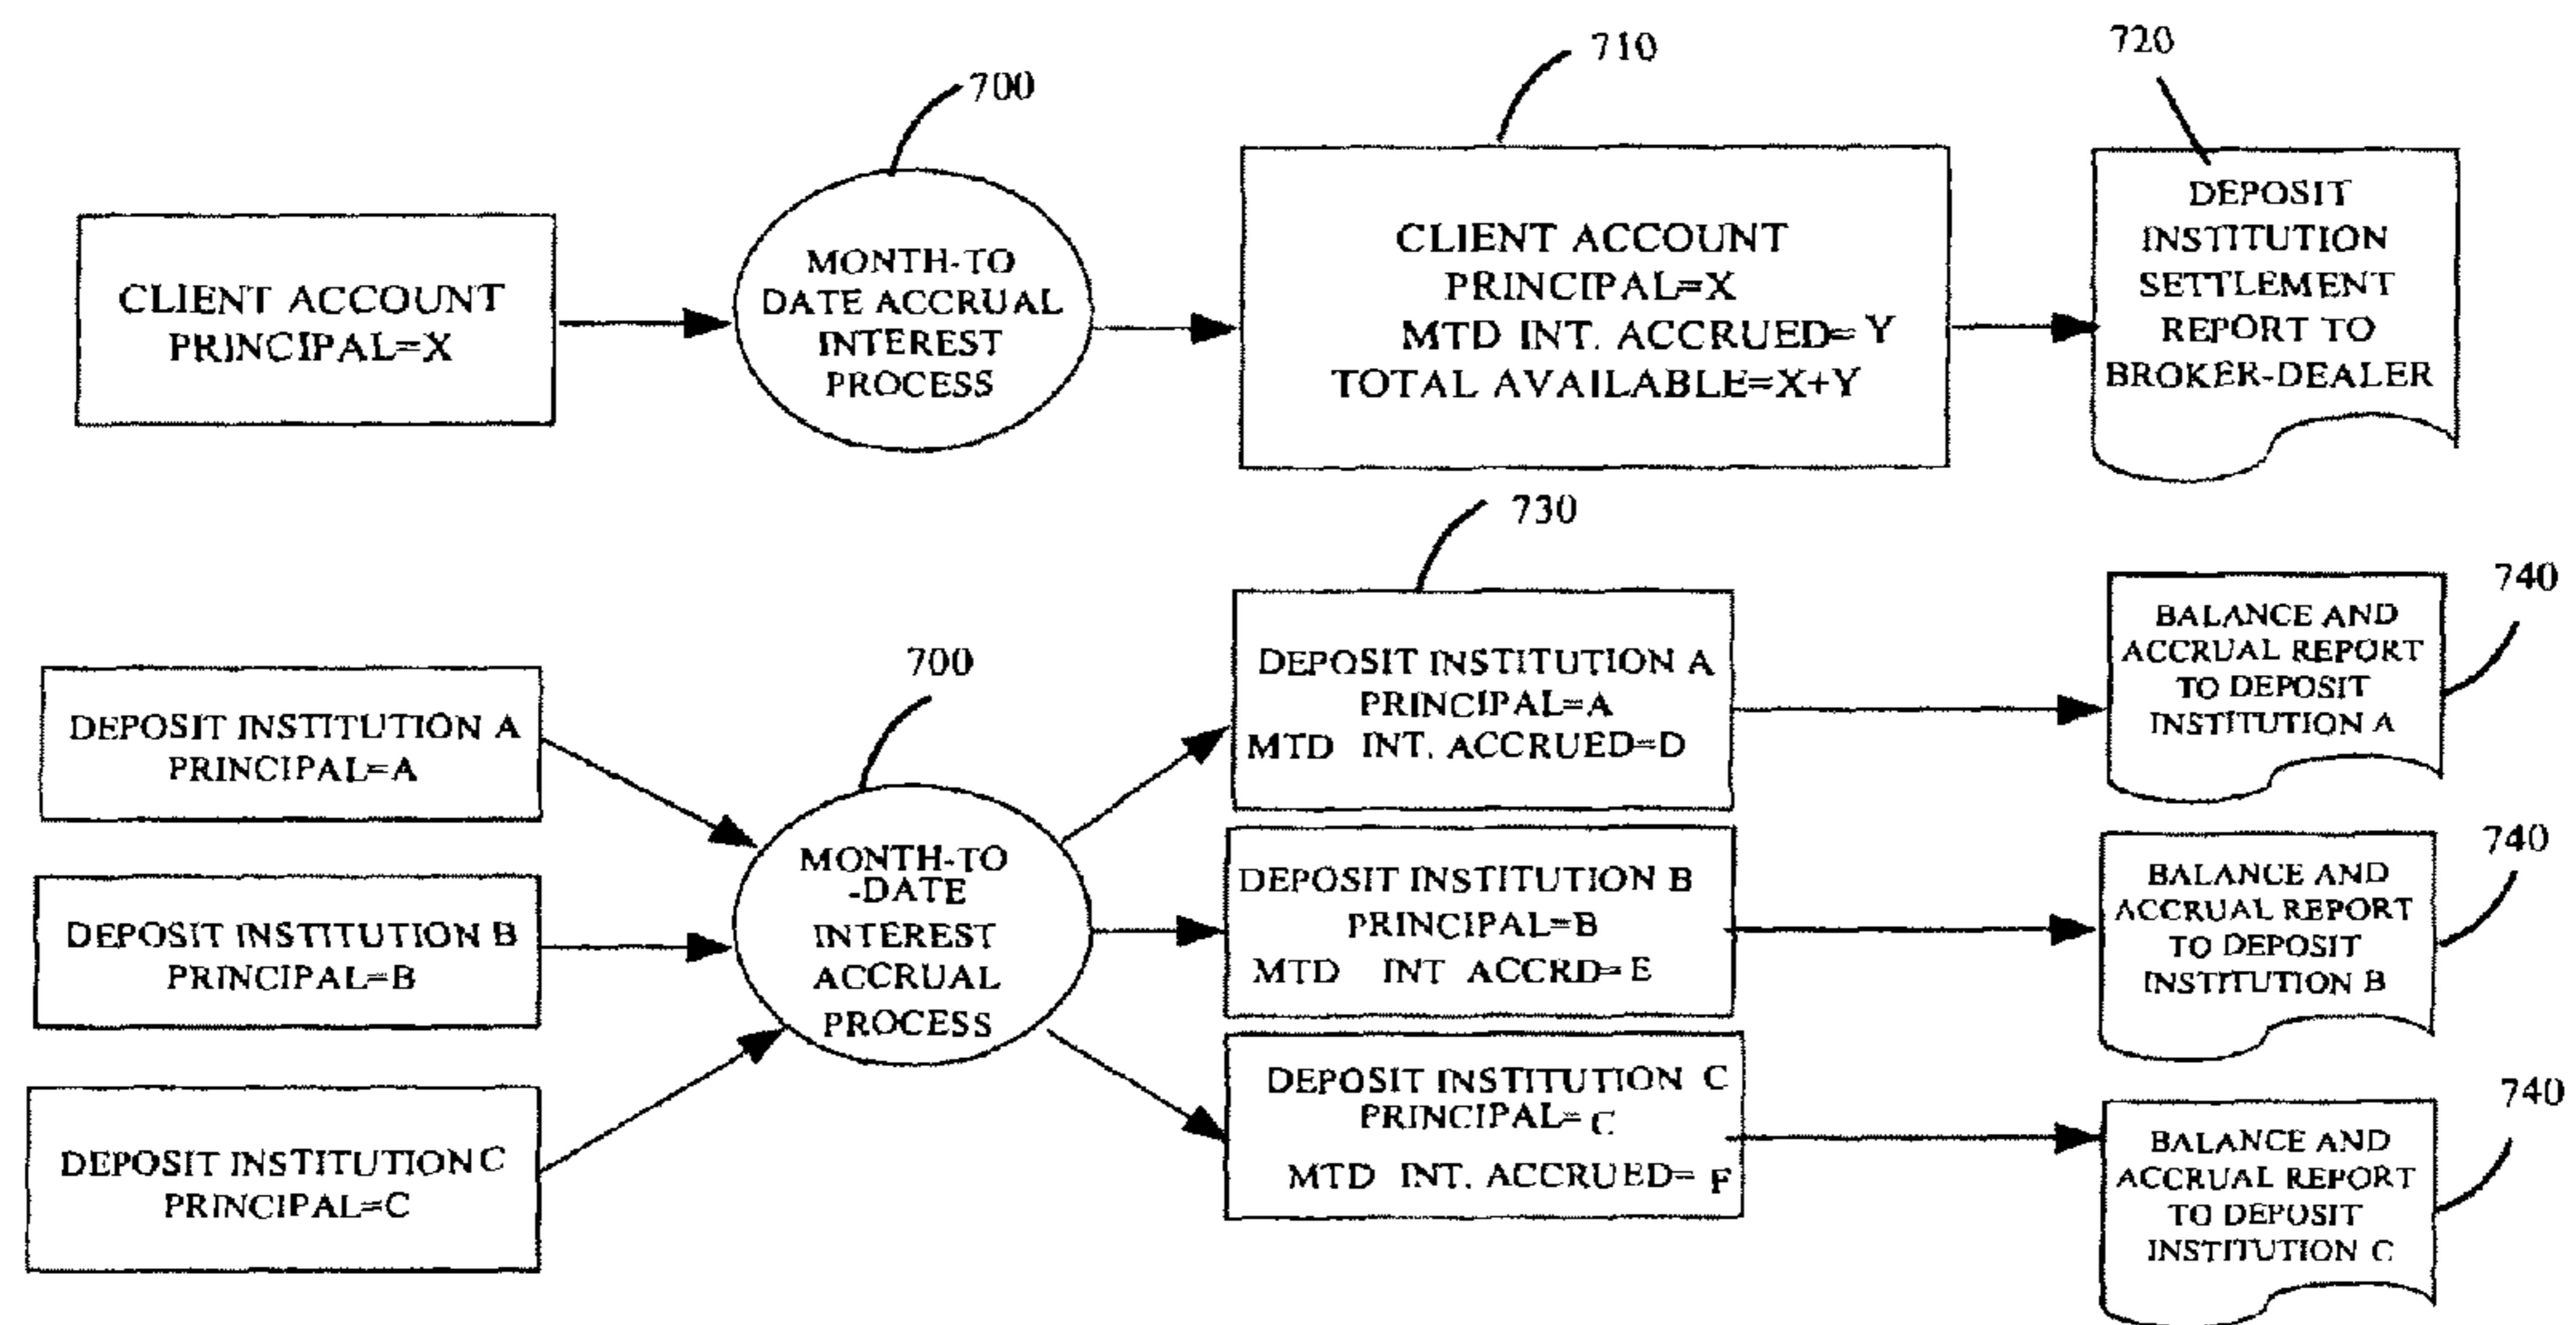 700
710
720
CLIENT ACCOUNT
PRINCIPAL=X
MONTH-TO
DATE ACCRUAL
INTEREST
PROCESS
CLIENT ACCOUNT
PRINCIPAL=X
MTD INT. ACCRUED= Y
TOTAL AVAILABLE=X+Y
DEPOSIT
INSTITUTION
SETTLEMENT
REPORT TO
BROKER-DEALER
730
740
700
DEPOSIT INSTITUTION A
PRINCIPAL=A
DEPOSIT INSTITUTION B
PRINCIPAL=B
DEPOSIT INSTITUTION C
PRINCIPAL=C
MONTH-TO
-DATE
INTEREST
ACCRUAL
PROCESS
DEPOSIT INSTITUTION A
PRINCIPAL=A
MTD INT. ACCRUED=D
DEPOSIT INSTITUTION B
PRINCIPAL=B
MTD INT ACCRD= E
DEPOSIT INSTITUTION C
PRINCIPAL= C
MTD INT. ACCRUED= F
BALANCE AND
ACCRUAL REPORT
TO DEPOSIT
INSTITUTION A
740
BALANCE AND
ACCRUAL REPORT
TO DEPOSIT
INSTITUTION B
740
BALANCE AND
ACCRUAL REPORT
TO DEPOSIT
INSTITUTION C